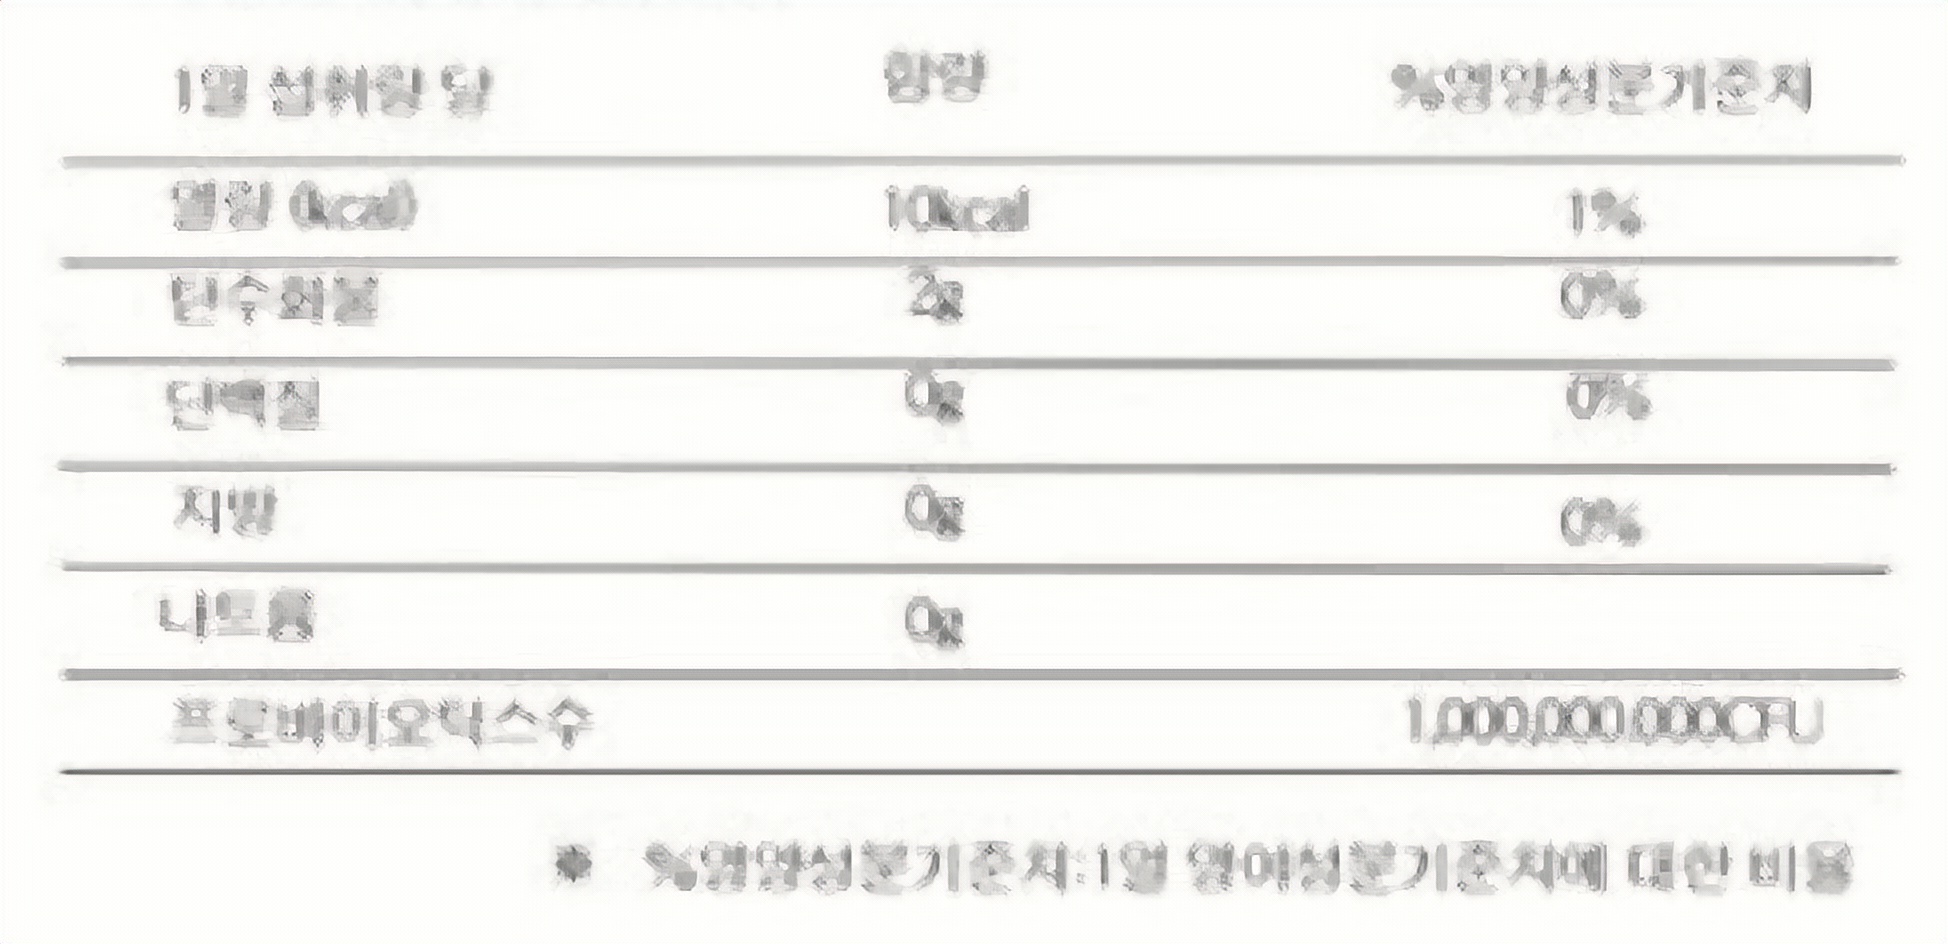 1일 섭취량 당 함량 %영양성분기준치
열량 (kcal) 10kcal 1%
탄수화물 2g 0%
단백질 0g 0%
지방 0g 0%
나트륨 0g
프로바이오틱스수 1,000,000,000CFU
%영양성분기준치:1일 영양성분기준치에 대한 비율